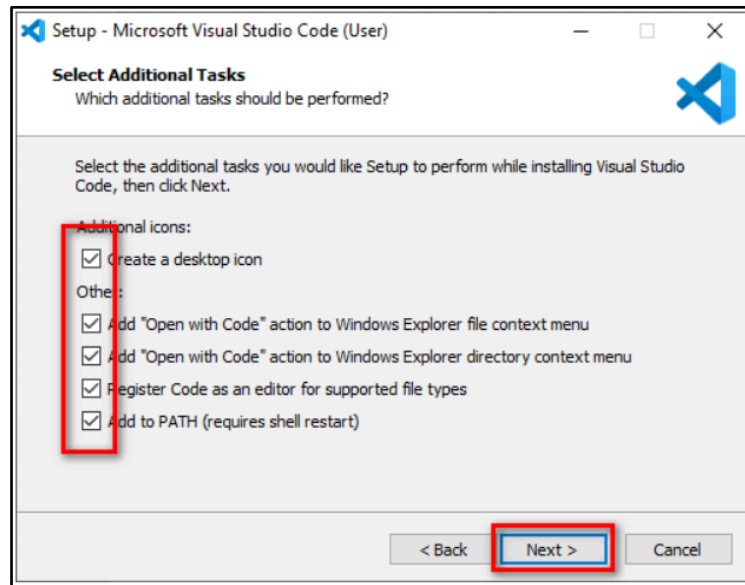 Setup - Microsoft Visual Studio Code (User)
Select Additional Tasks
Which additional tasks should be performed?
Select the additional tasks you would like Setup to perform while installing Visual Studio
Code, then click Next.
Additional icons:
Create a desktop icon
Other:
Add "Open with Code" action to Windows Explorer file context menu
Add "Open with Code" action to Windows Explorer directory context menu
Register Code as an editor for supported file types
Add to PATH (requires shell restart)
< Back Next > Cancel